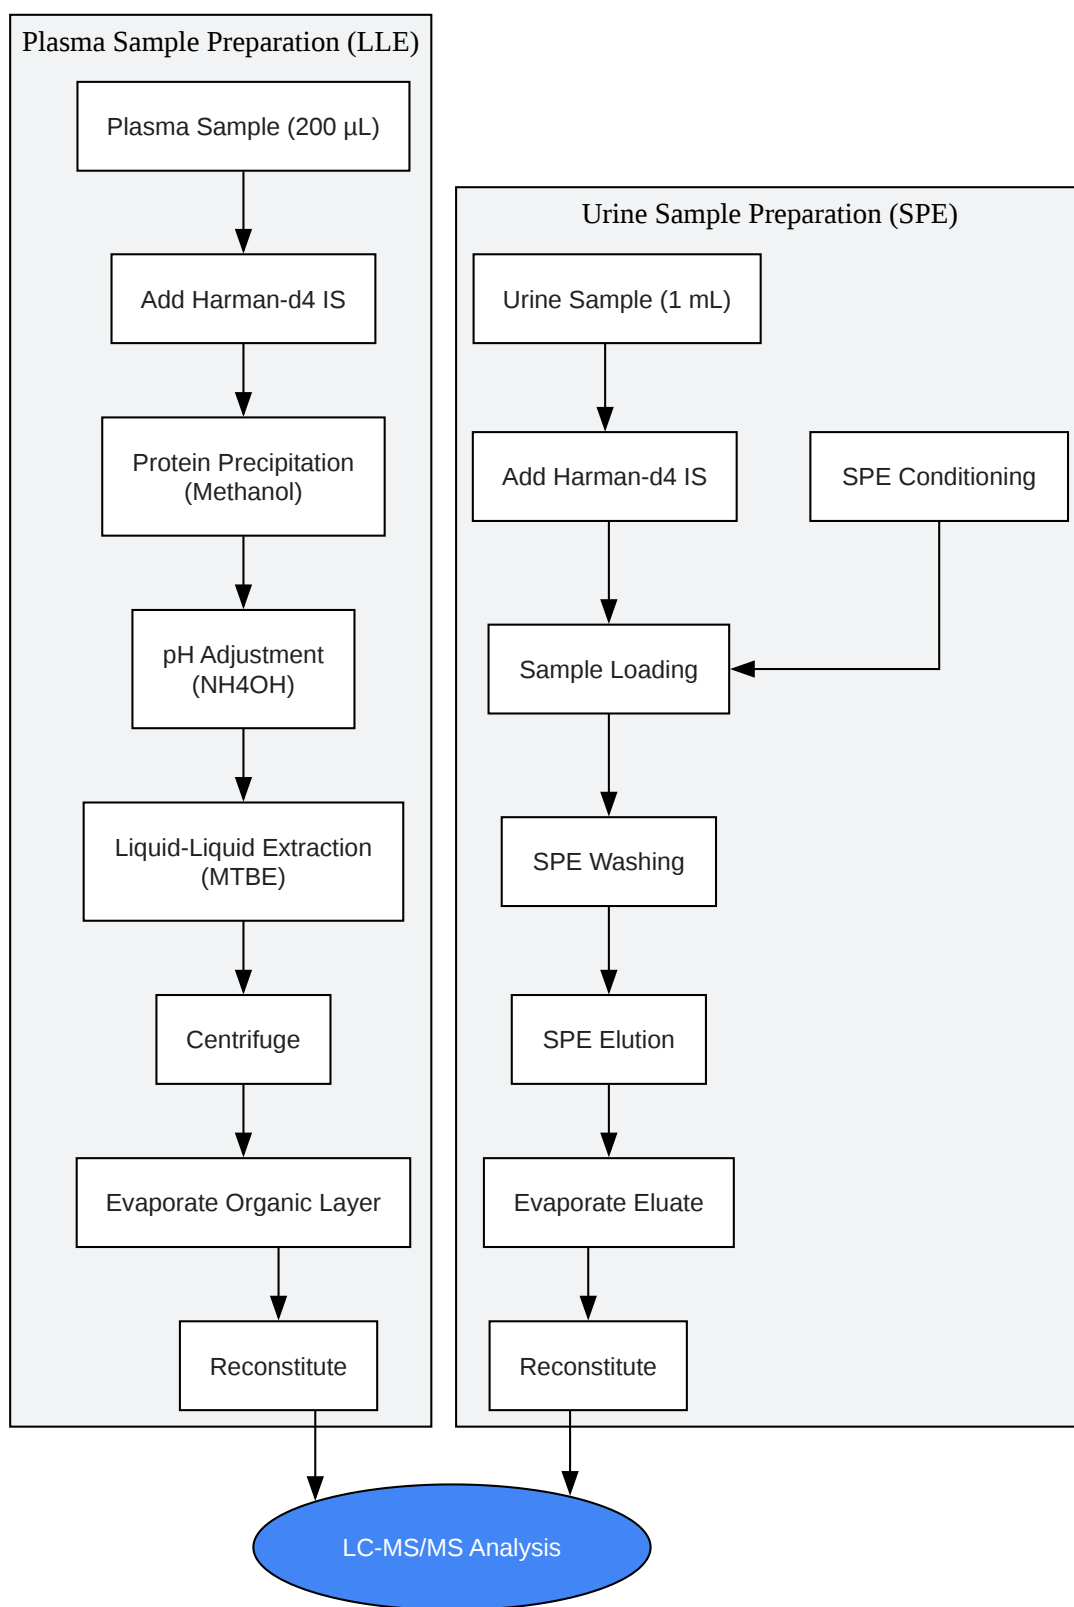 Plasma Sample Preparation (LLE)
Plasma Sample (200 µL)
Add Harman-d4 IS
Protein Precipitation
(Methanol)
pH Adjustment
(NH4OH)
Liquid-Liquid Extraction
(MTBE)
Centrifuge
Evaporate Organic Layer
Reconstitute
Urine Sample Preparation (SPE)
Urine Sample (1 mL)
Add Harman-d4 IS
SPE Conditioning
Sample Loading
SPE Washing
SPE Elution
Evaporate Eluate
Reconstitute
LC-MS/MS Analysis